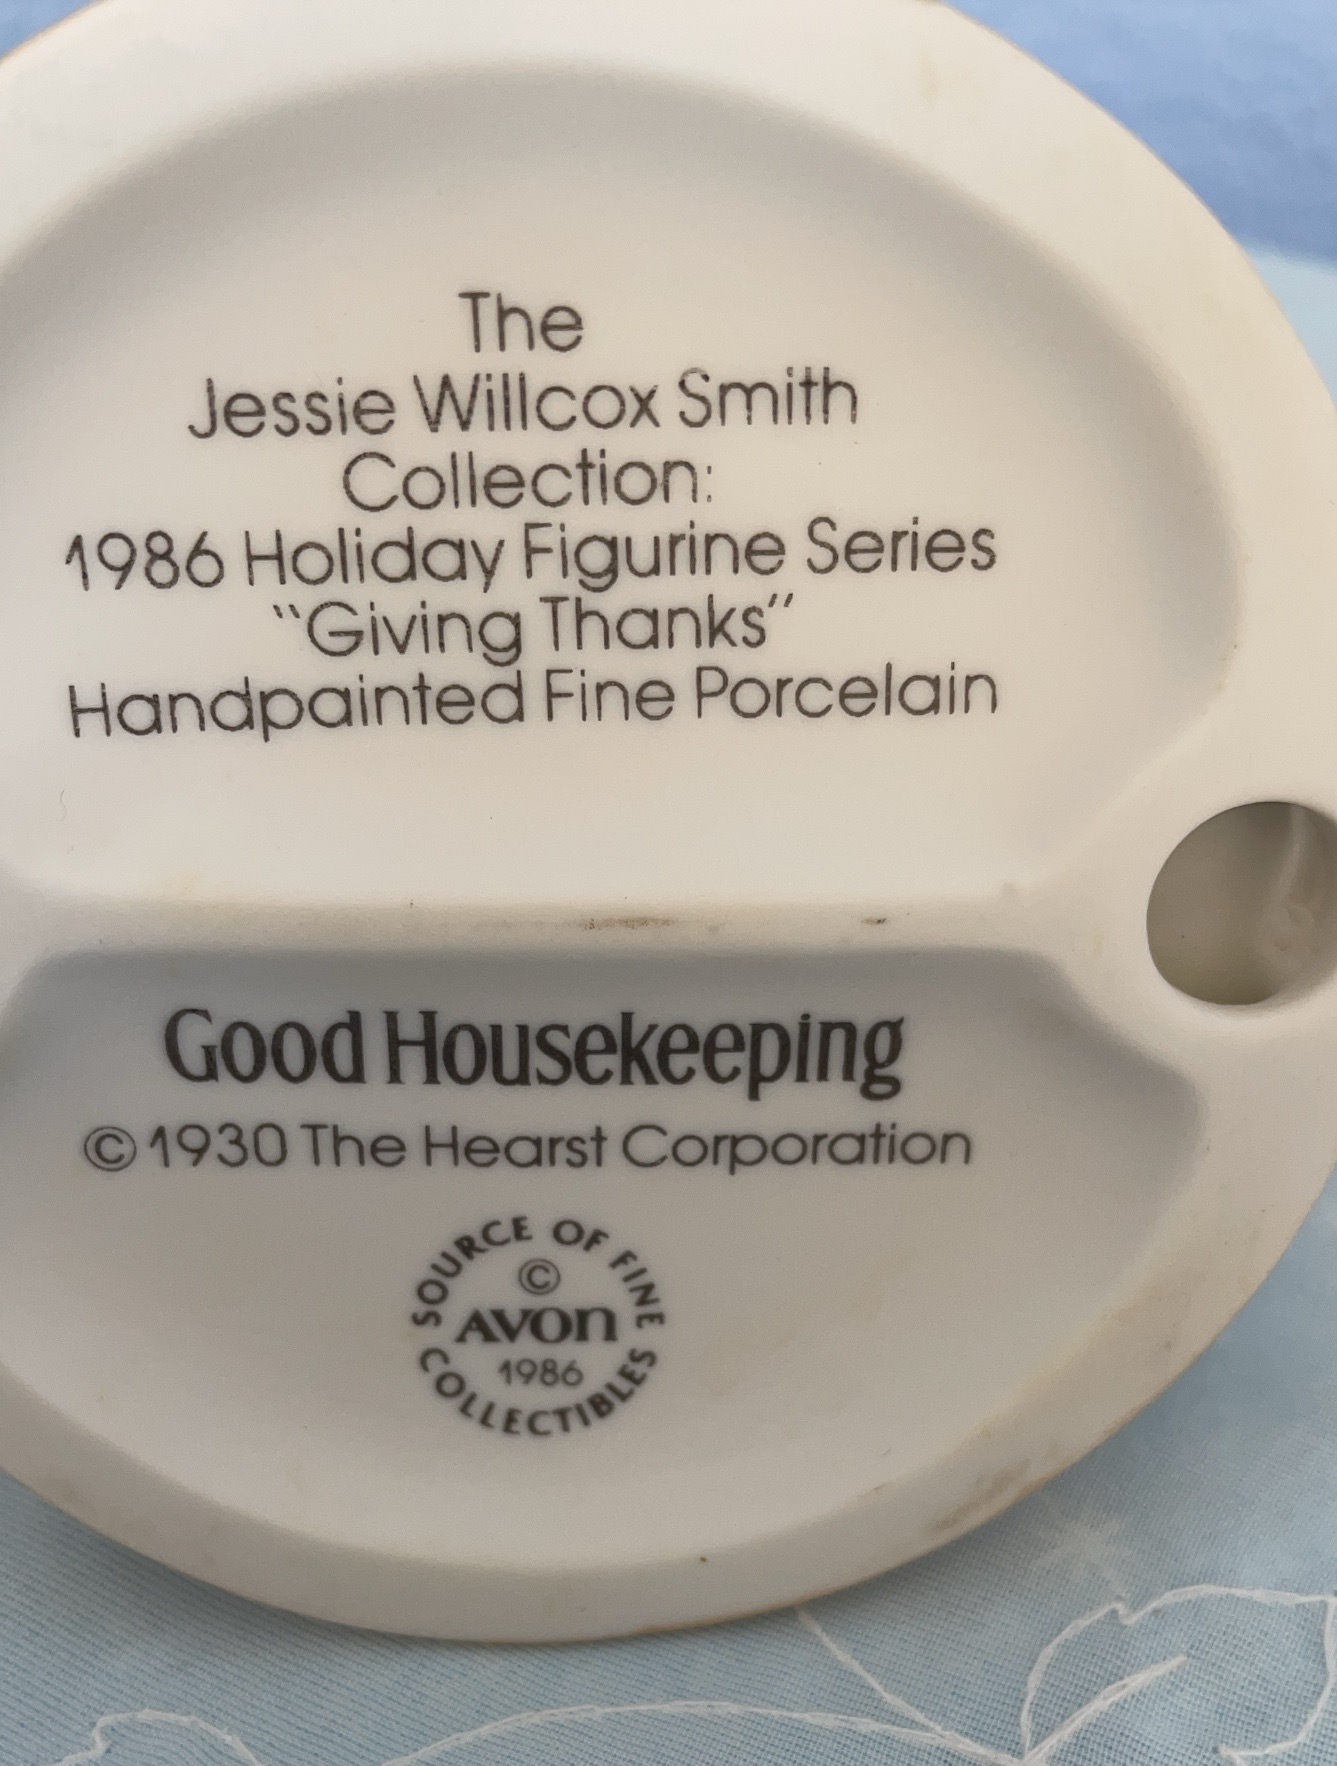 The
Jessie Willcox Smith
Collection:
1986 Holiday Figurine Series
"Giving Thanks"
Handpainted Fine Porcelain
Good Housekeeping
©1930 The Hearst Corporation
SOURCE OF FINE
©
AVON
1986
COLLECTIBLES